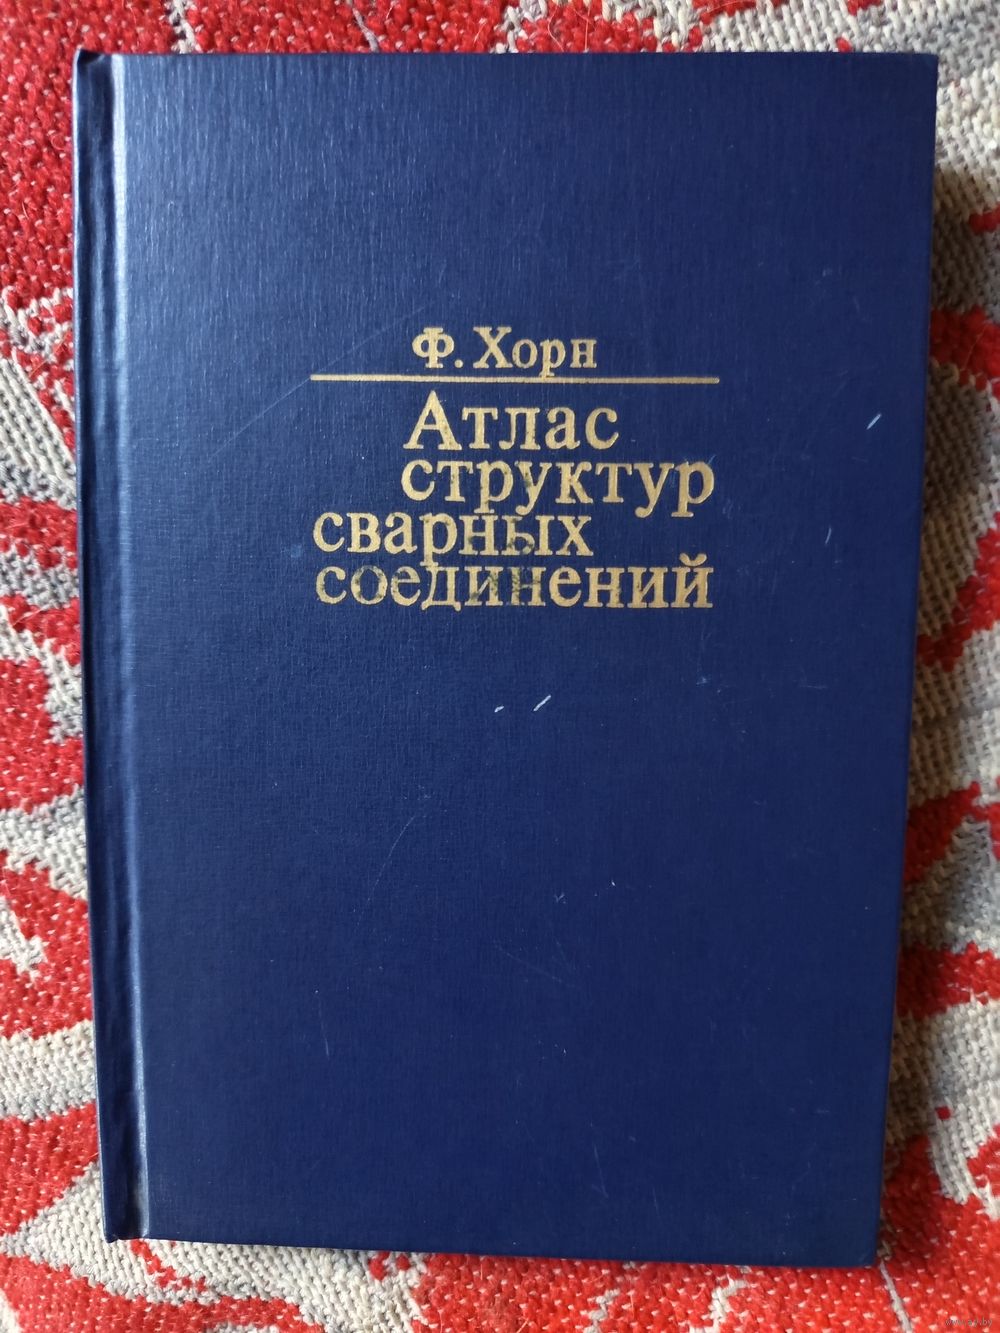 Ф. Хорн
Атлас
структур
сварных
соединений